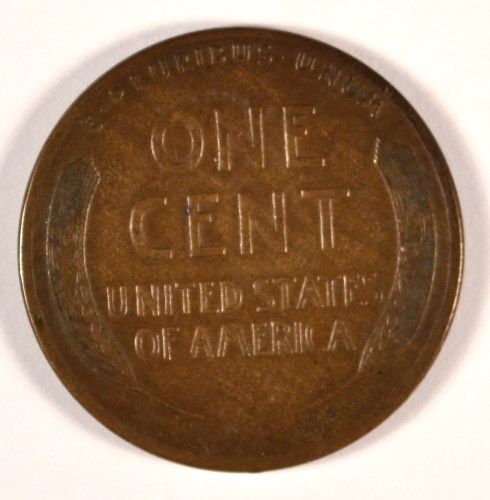 E·PLURIBUS·UNUM
ONE
CENT
UNITED STATES
OF AMERICA